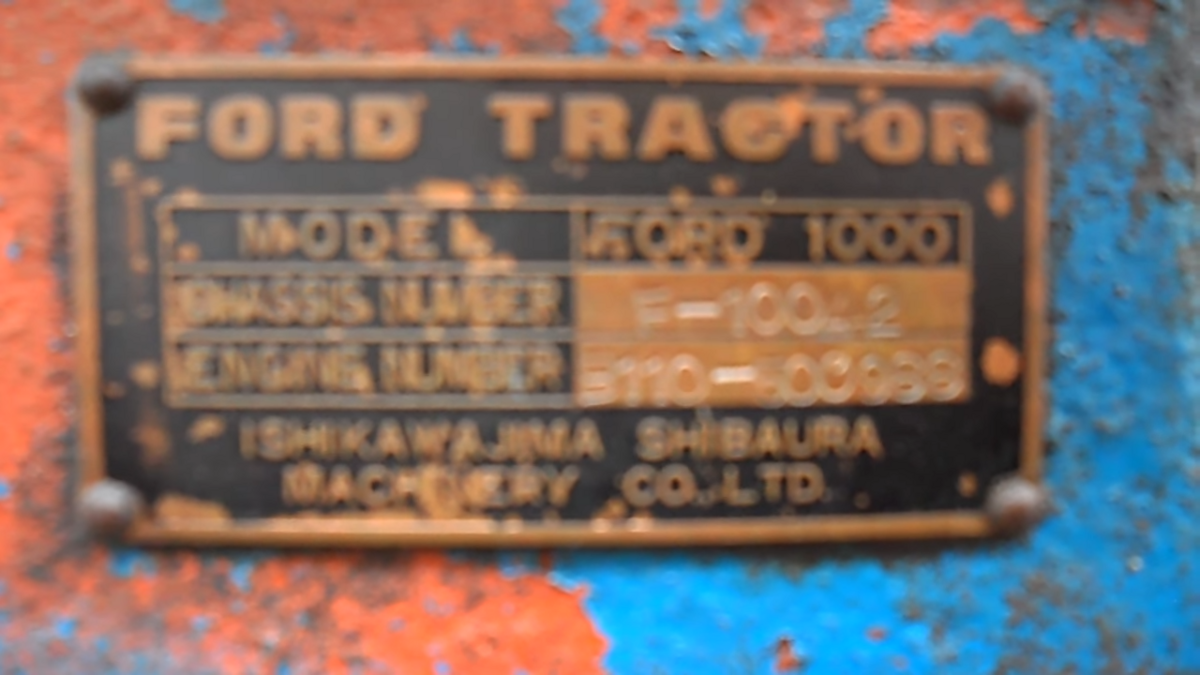 FORD TRACTOR
MODEL FORD 1000
CHASSIS NUMBER
ENGINE NUMBER
ISHIKAWAJIMA SHIBAURA
MACHINERY CO.,LTD.